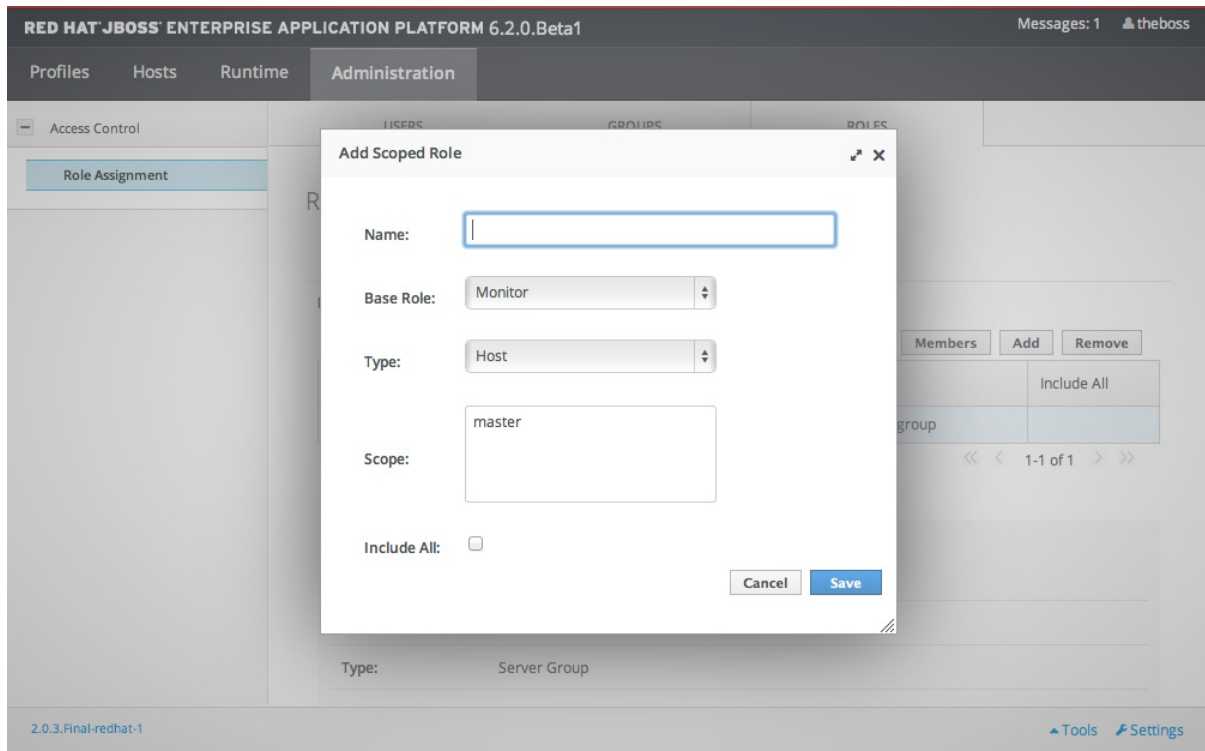 RED HAT JBOSS ENTERPRISE APPLICATION PLATFORM 6.2.0.Beta1 Messages: 1 theboss
Profiles Hosts Runtime Administration
Access Control USERS GROUPS ROLES
Add Scoped Role
Role Assignment
R
Name:
Base Role: Monitor
Members Add Remove
Type: Host
Include All
master
group
Scope: 1-1 of 1
Include All:
Cancel Save
Type: Server Group
2.0.3.Final-redhat-1 Tools Settings